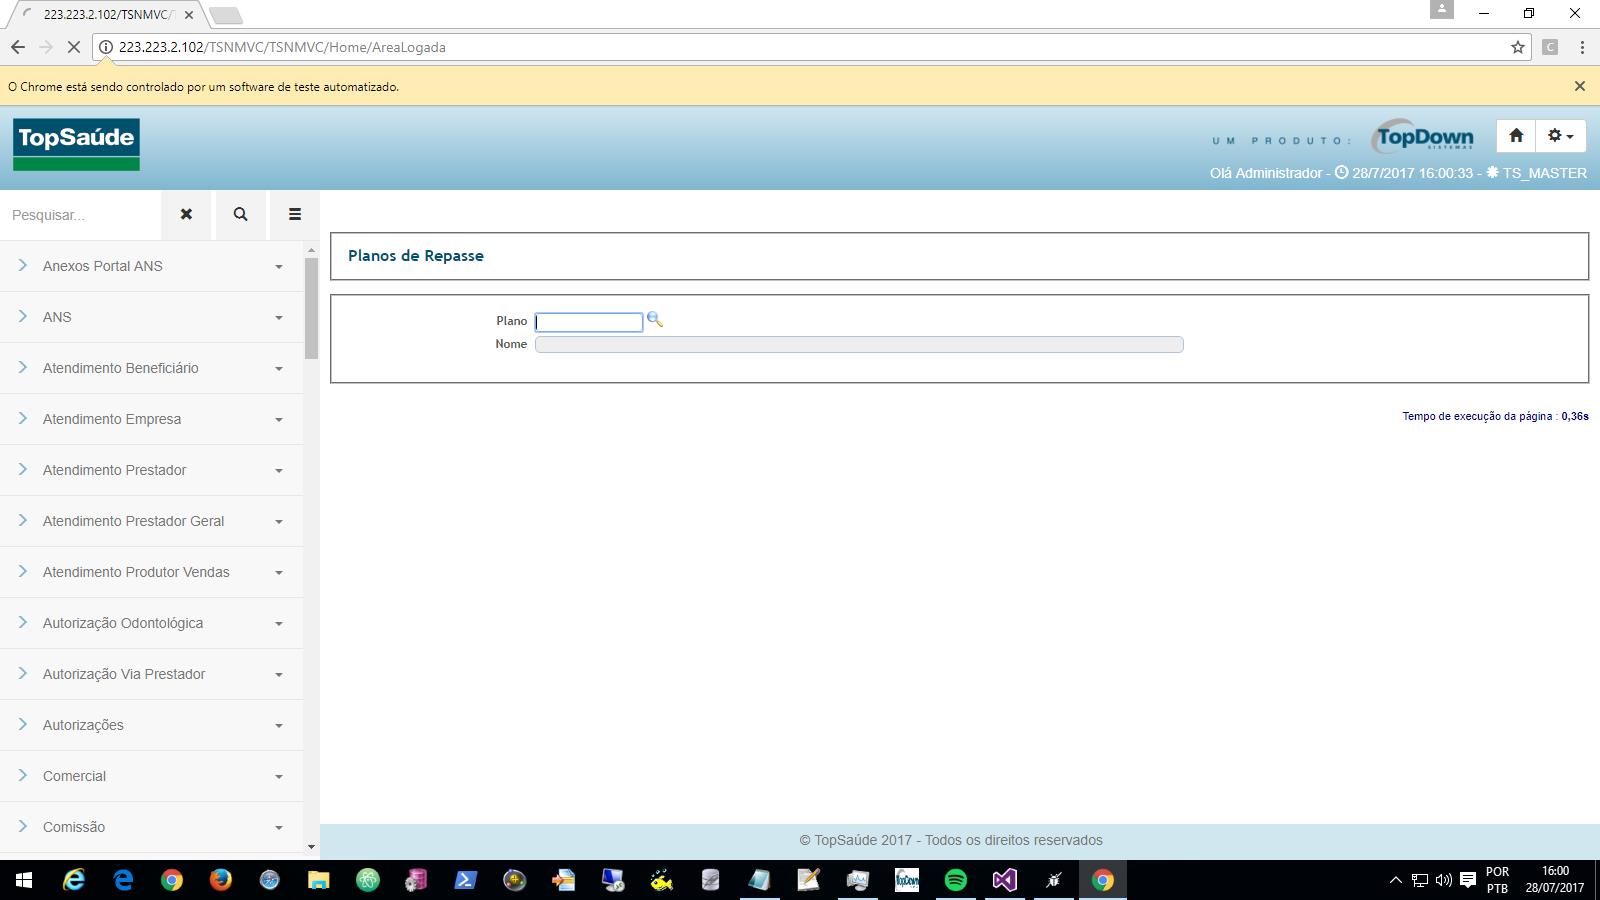 223.223.2.102/TSNMVC/
223.223.2.102/TSNMVC/TSNMVC/Home/AreaLogada
C
O Chrome está sendo controlado por um software de teste automatizado.
TopSaúde
UM PRODUTO:
TopDown
SISTEMAS
Olá Administrador - 28/7/2017 16:00:33 - TS_MASTER
Pesquisar...
Planos de Repasse
Anexos Portal ANS
ANS
Plano
Nome
Atendimento Beneficiário
Atendimento Empresa
Tempo de execução da página : 0,36s
Atendimento Prestador
Atendimento Prestador Geral
Atendimento Produtor Vendas
Autorização Odontológica
Autorização Via Prestador
Autorizações
Comercial
Comissão
© TopSaúde 2017 - Todos os direitos reservados
TopDown
POR
PTB
16:00
28/07/2017